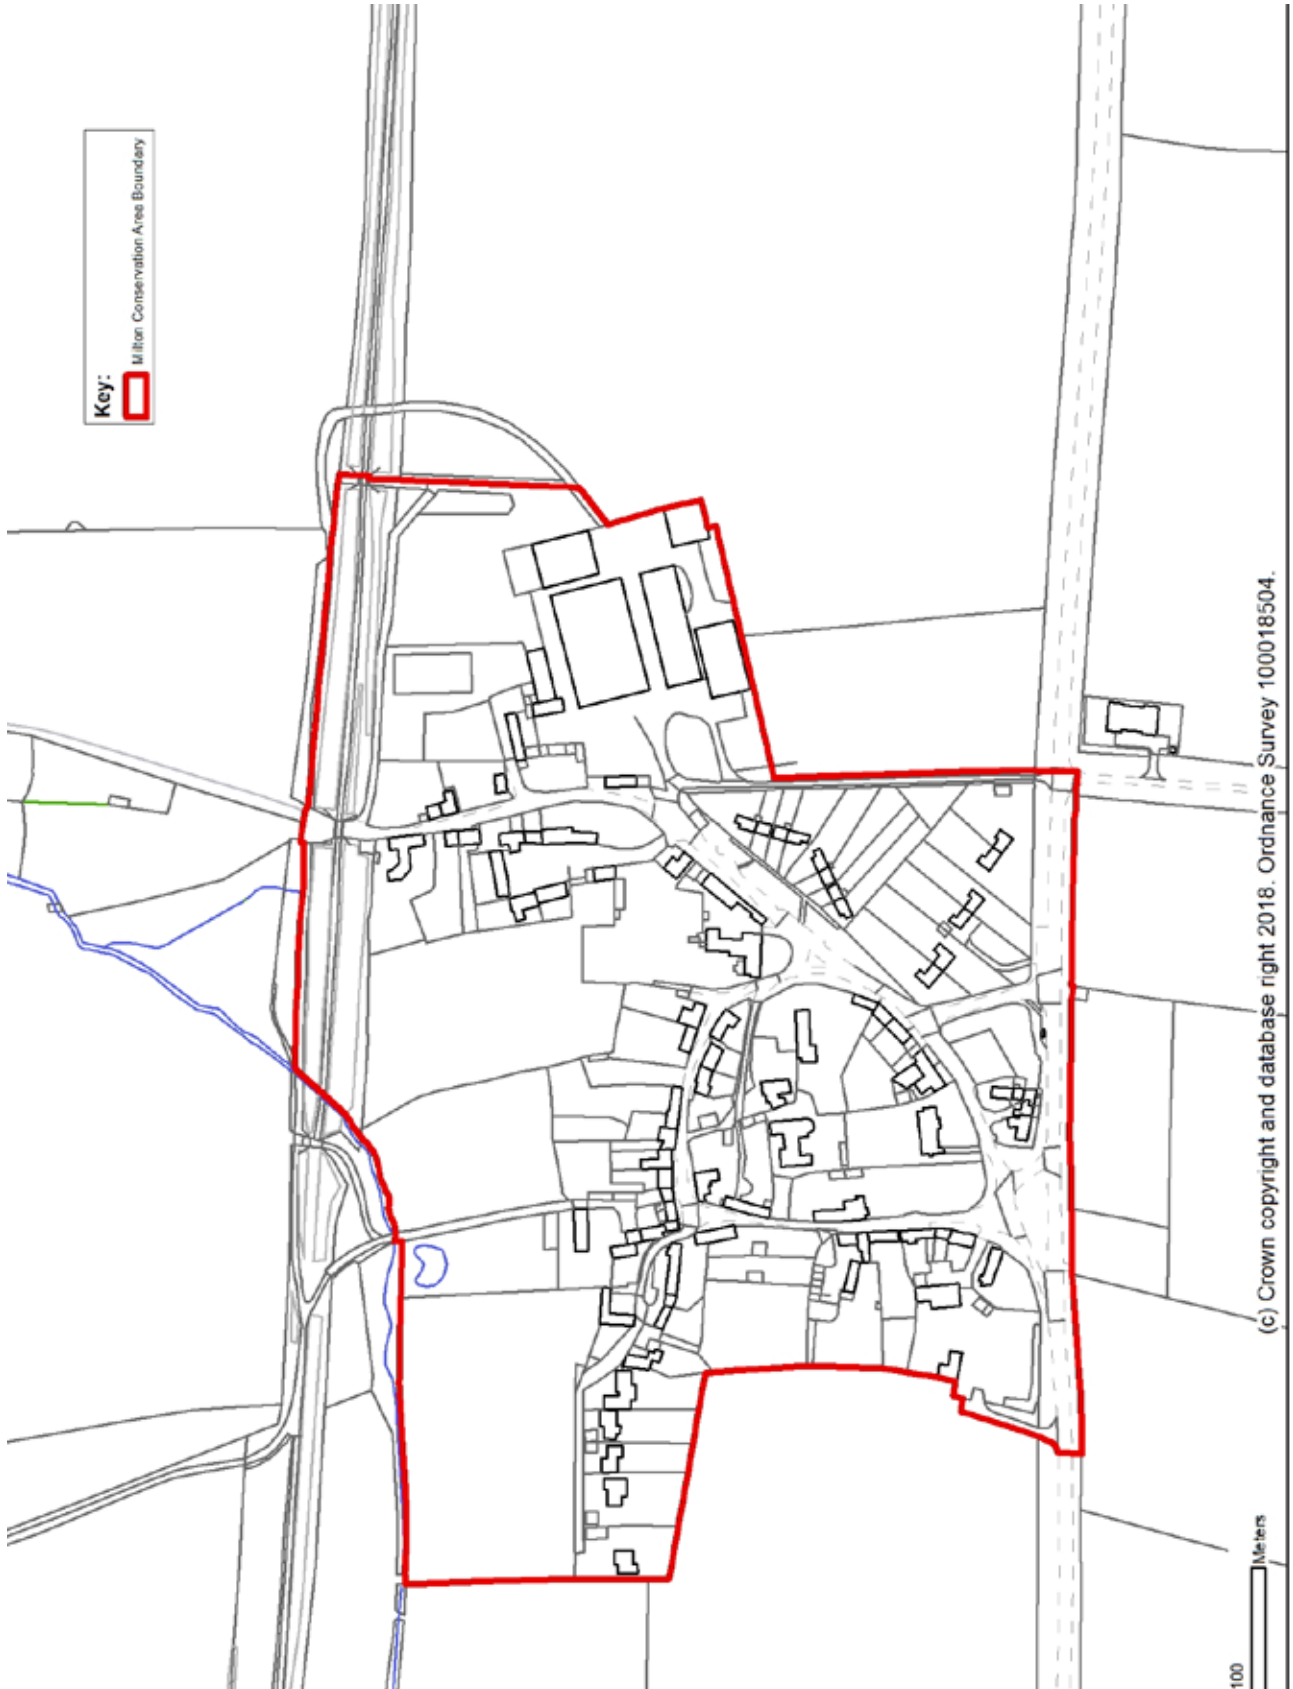 Key:
Milton Conservation Area Boundary
(c) Crown copyright and database right 2018. Ordnance Survey 100018504.
100
Meters